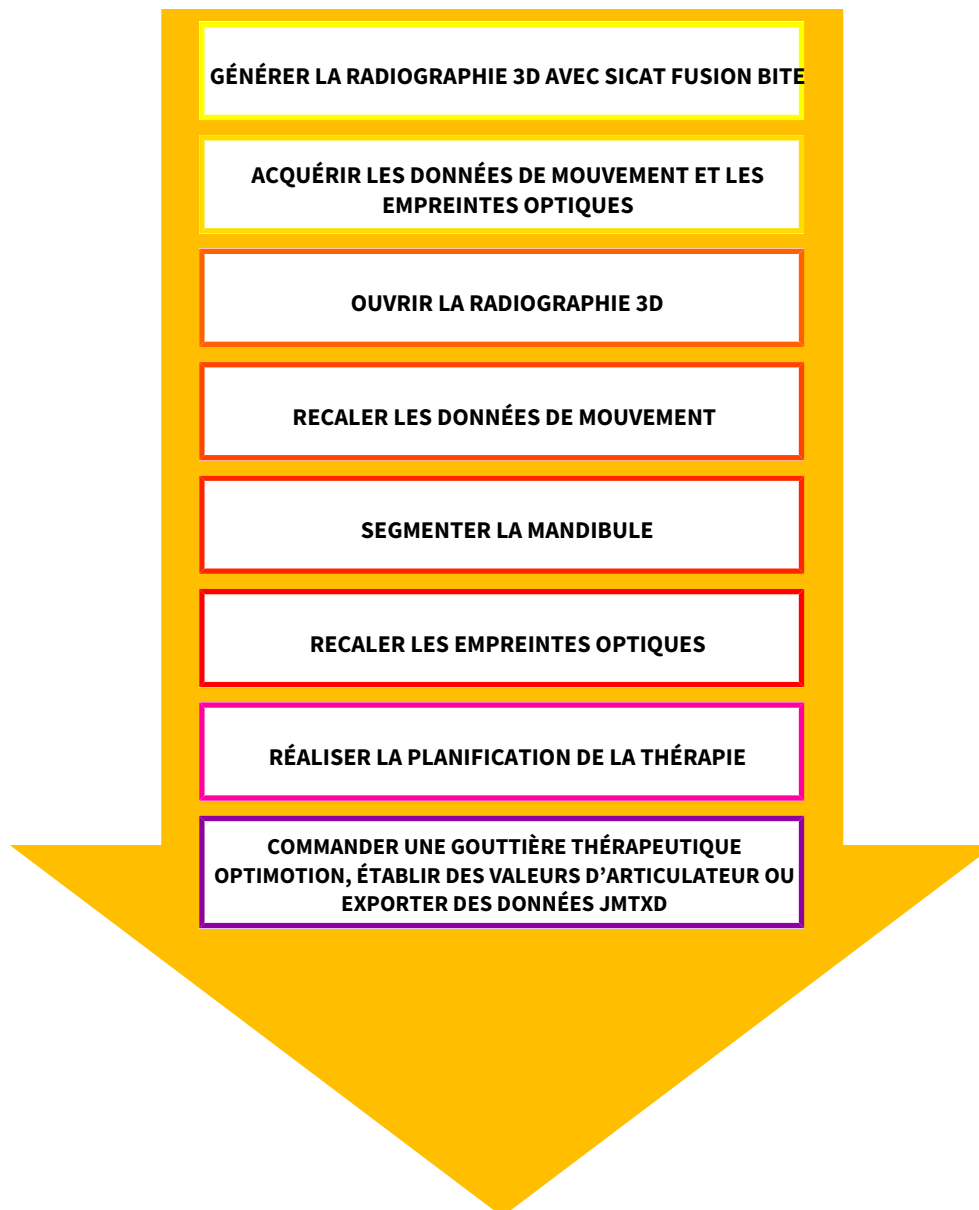 GÉNÉRER LA RADIOGRAPHIE 3D AVEC SICAT FUSION BITE
ACQUÉRIR LES DONNÉES DE MOUVEMENT ET LES
EMPREINTES OPTIQUES
OUVRIR LA RADIOGRAPHIE 3D
RECALER LES DONNÉES DE MOUVEMENT
SEGMENTER LA MANDIBULE
RECALER LES EMPREINTES OPTIQUES
RÉALISER LA PLANIFICATION DE LA THÉRAPIE
COMMANDER UNE GOUTTIÈRE THÉRAPEUTIQUE
OPTIMOTION, ÉTABLIR DES VALEURS D’ARTICULATEUR OU
EXPORTER DES DONNÉES JMTXD